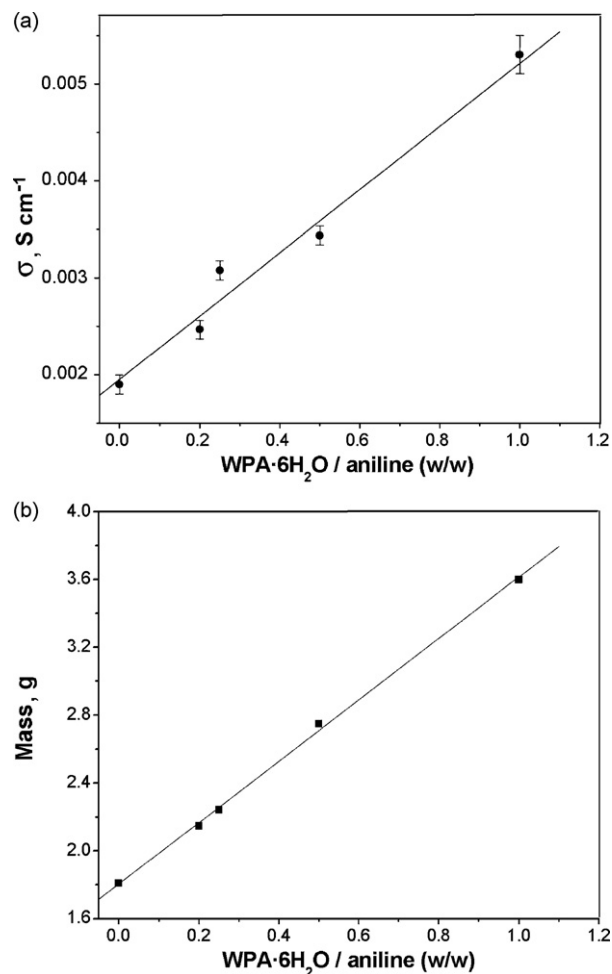 (a)
0.005
0.004
0.003
0.002
σ, S cm⁻¹
0.0 0.2 0.4 0.6 0.8 1.0 1.2
WPA·6H₂O / aniline (w/w)
(b)
4.0
3.6
3.2
2.8
2.4
2.0
1.6
Mass, g
0.0 0.2 0.4 0.6 0.8 1.0 1.2
WPA·6H₂O / aniline (w/w)